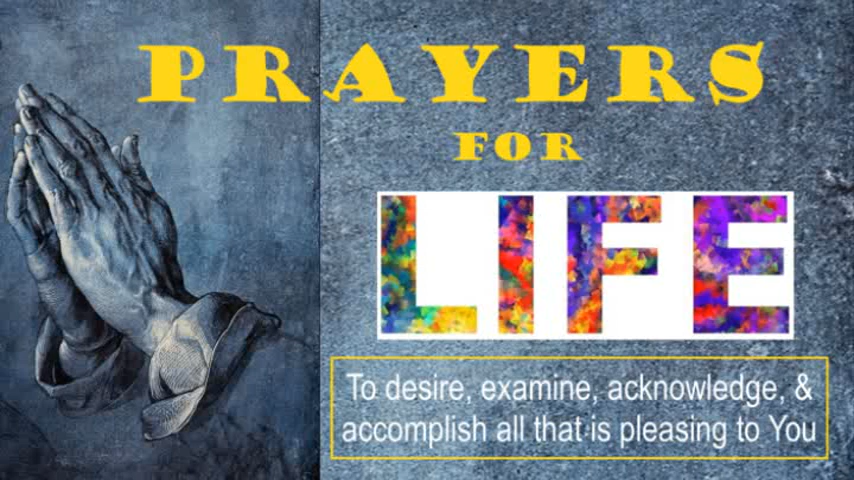 PRAYERS
FOR
LIFE
To desire, examine, acknowledge, &
accomplish all that is pleasing to You